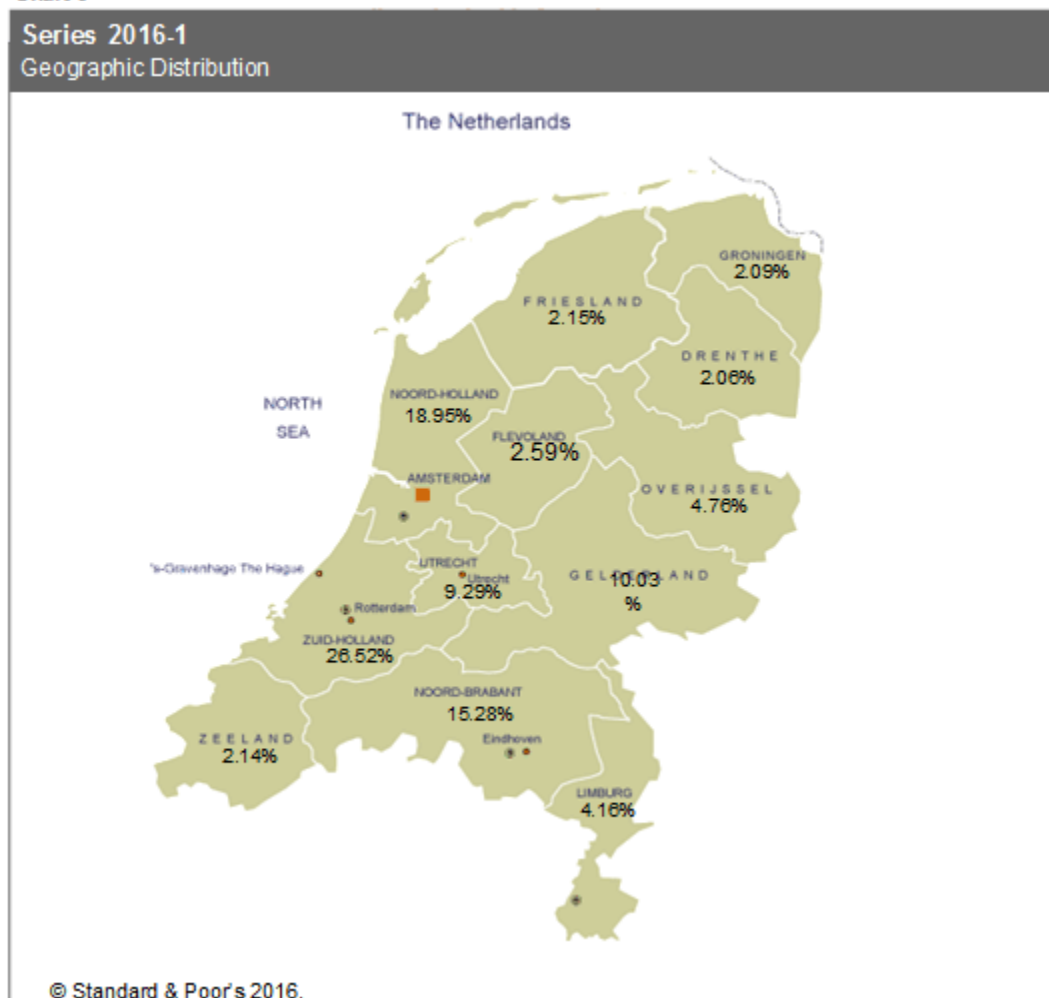 Series 2016-1
Geographic Distribution
The Netherlands
GRONINGEN
2.09%
FRIESLAND
2.15%
DRENTHE
2.06%
NOORD-HOLLAND
18.95%
NORTH
SEA
FLEVOLAND
2.59%
AMSTERDAM
OVERIJSSEL
4.76%
's-Gravenhage The Hague
UTRECHT
Utrecht
9.29%
GELDERLAND
10.03
%
Rotterdam
ZUID-HOLLAND
26.52%
NOORD-BRABANT
15.28%
Eindhoven
ZEELAND
2.14%
LIMBURG
4.16%
© Standard & Poor's 2016.